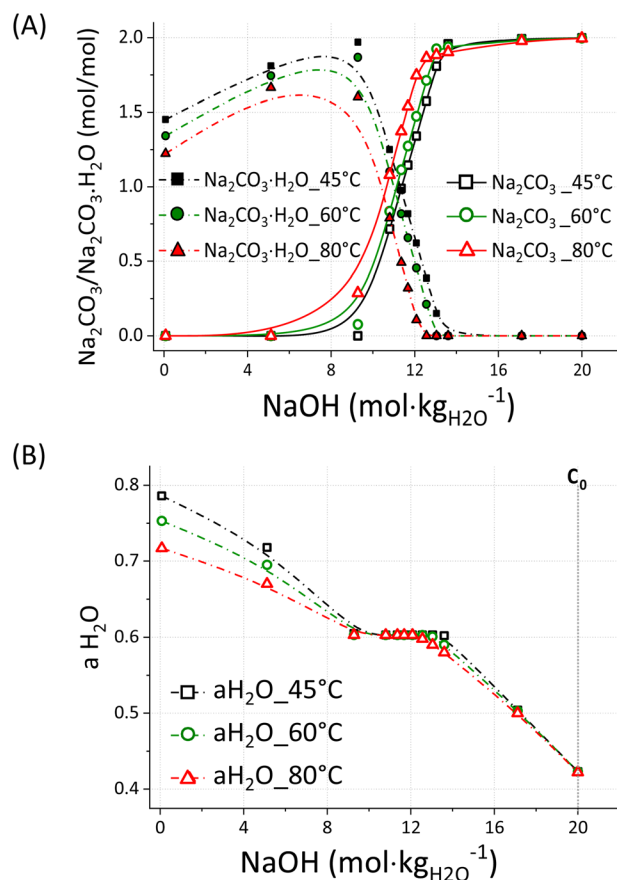 (A)
Na₂CO₃/Na₂CO₃.H₂O (mol/mol)
2.0
1.5
1.0
0.5
0.0
Na₂CO₃·H₂O_45°C
Na₂CO₃·H₂O_60°C
Na₂CO₃·H₂O_80°C
Na₂CO₃_45°C
Na₂CO₃_60°C
Na₂CO₃_80°C
0 4 8 12 16 20
NaOH (mol·kg_H2O⁻¹)
(B)
C₀
a H₂O
0.8
0.7
0.6
0.5
0.4
aH₂O_45°C
aH₂O_60°C
aH₂O_80°C
0 4 8 12 16 20
NaOH (mol·kg_H2O⁻¹)